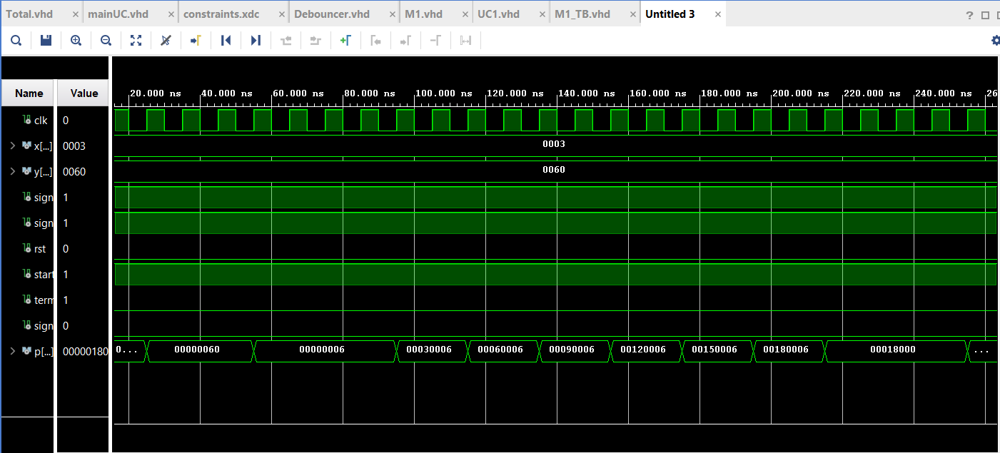 Total.vhd × mainUC.vhd × constraints.xdc × Debouncer.vhd × M1.vhd × UC1.vhd × M1_TB.vhd × Untitled 3 × ?
Name Value
20.000 ns 40.000 ns 60.000 ns 80.000 ns 100.000 ns 120.000 ns 140.000 ns 160.000 ns 180.000 ns 200.000 ns 220.000 ns 240.000 ns 26
clk 0
x[...] 0003 0003
y[...] 0060 0060
sign 1
sign 1
rst 0
start 1
term 1
sign 0
p[...] 00000180 0... 00000060 00000006 00030006 00060006 00090006 00120006 00150006 00180006 00018000 ...